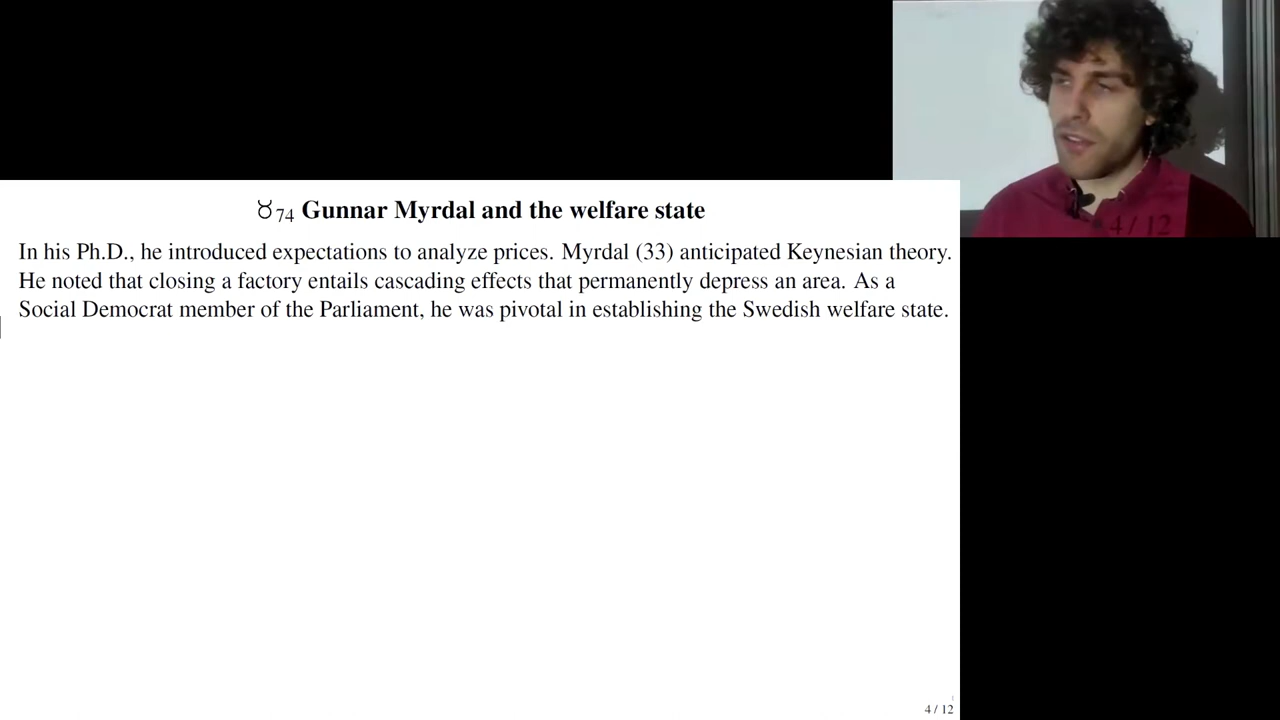 ♉74 Gunnar Myrdal and the welfare state
In his Ph.D., he introduced expectations to analyze prices. Myrdal (33) anticipated Keynesian theory.
He noted that closing a factory entails cascading effects that permanently depress an area. As a
Social Democrat member of the Parliament, he was pivotal in establishing the Swedish welfare state.
4 / 12
4 / 12